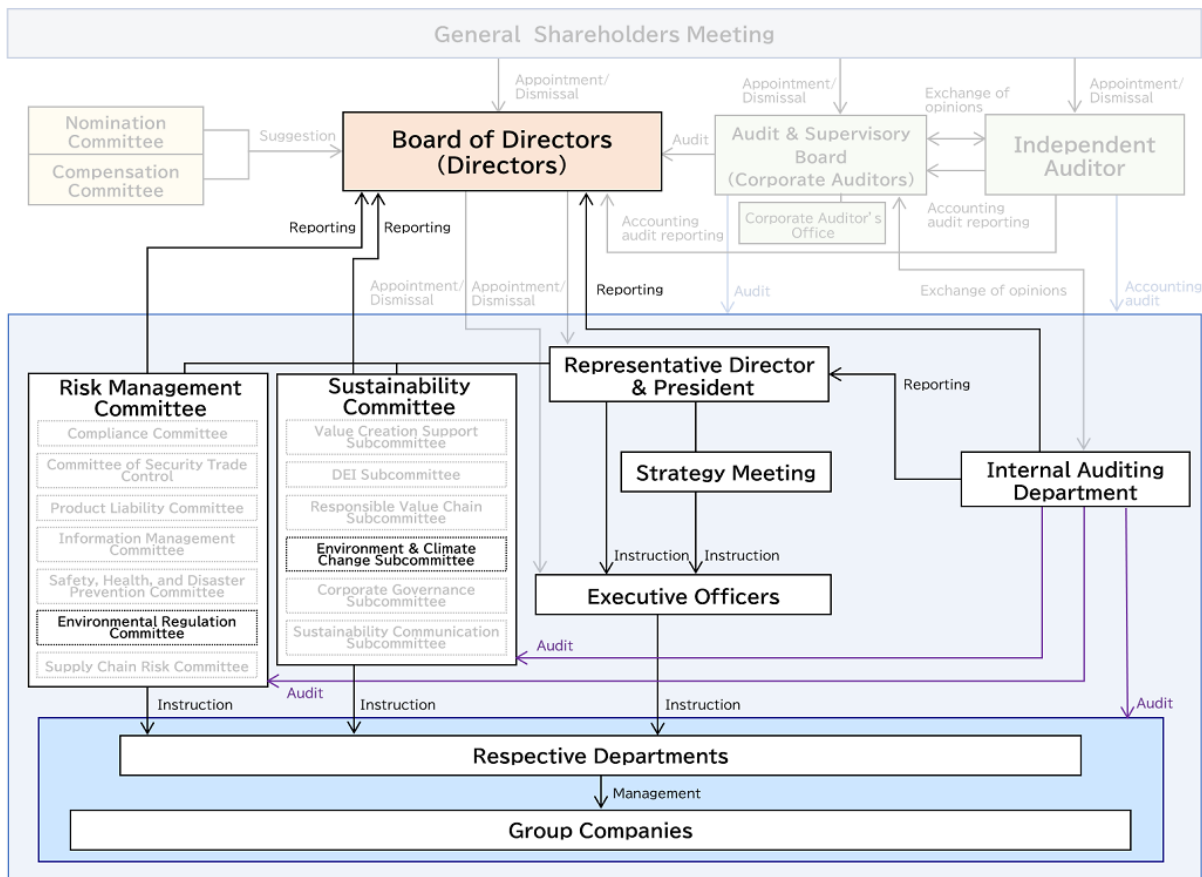 General Shareholders Meeting
Appointment/
Dismissal
Appointment/
Dismissal
Exchange of
opinions
Appointment/
Dismissal
Nomination
Committee
Compensation
Committee
Suggestion
Board of Directors
(Directors)
Audit
Audit & Supervisory
Board
(Corporate Auditors)
Independent
Auditor
Corporate Auditor's
Office
Reporting
Reporting
Accounting
audit reporting
Accounting
audit reporting
Appointment/
Dismissal
Appointment/
Dismissal
Reporting
Audit
Exchange of opinions
Accounting
audit
Risk Management
Committee
Compliance Committee
Committee of Security Trade
Control
Product Liability Committee
Information Management
Committee
Safety, Health, and Disaster
Prevention Committee
Environmental Regulation
Committee
Supply Chain Risk Committee
Sustainability
Committee
Value Creation Support
Subcommittee
DEI Subcommittee
Responsible Value Chain
Subcommittee
Environment & Climate
Change Subcommittee
Corporate Governance
Subcommittee
Sustainability Communication
Subcommittee
Representative Director
& President
Reporting
Strategy Meeting
Internal Auditing
Department
Instruction
Instruction
Executive Officers
Audit
Audit
Audit
Instruction
Instruction
Instruction
Respective Departments
Management
Group Companies